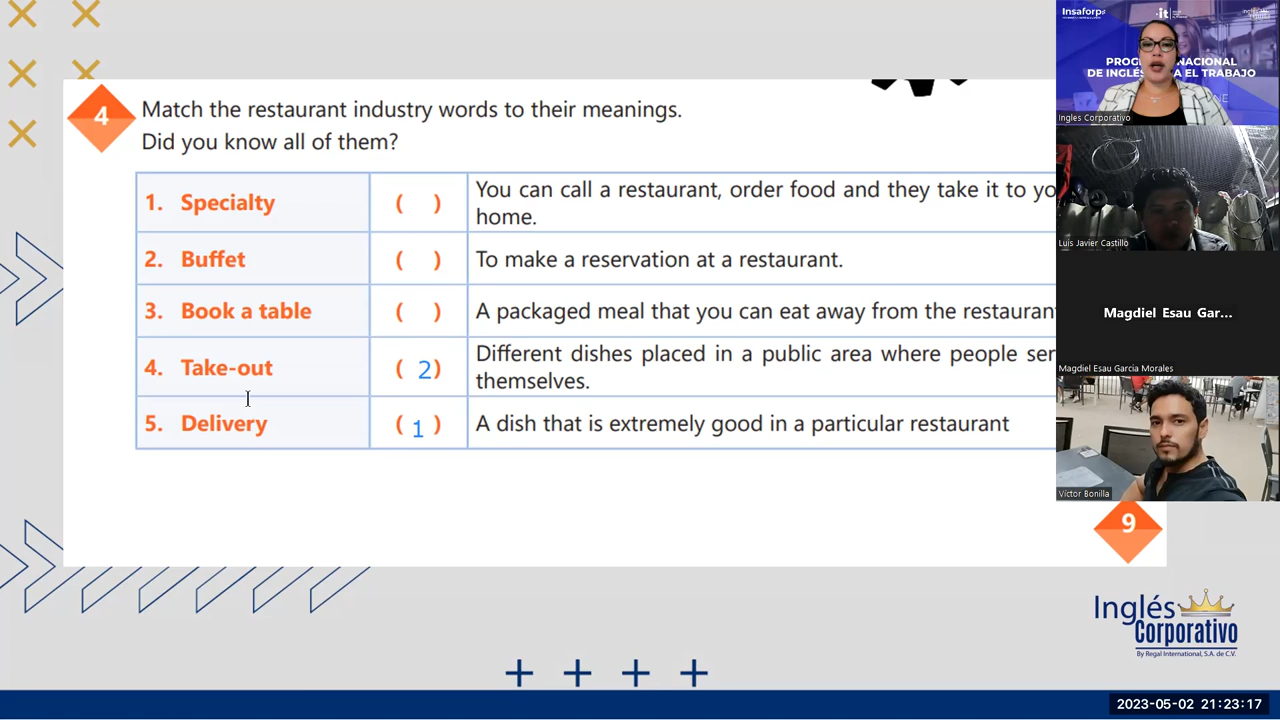 4
Match the restaurant industry words to their meanings.
Did you know all of them?
1. Specialty ( ) You can call a restaurant, order food and they take it to yo
home.
2. Buffet ( ) To make a reservation at a restaurant.
3. Book a table ( ) A packaged meal that you can eat away from the restaurant
4. Take-out ( 2 ) Different dishes placed in a public area where people ser
themselves.
5. Delivery ( 1 ) A dish that is extremely good in a particular restaurant
9
Inglés
Corporativo
By Regal International, S.A. de C.V.
Insaforp
it
DE INGL
A EL TRABAJO
Ingles Corporativo
Luis Javier Castillo
Magdiel Esau Gar...
Magdiel Esau Garcia Morales
Víctor Bonilla
2023-05-02 21:23:17